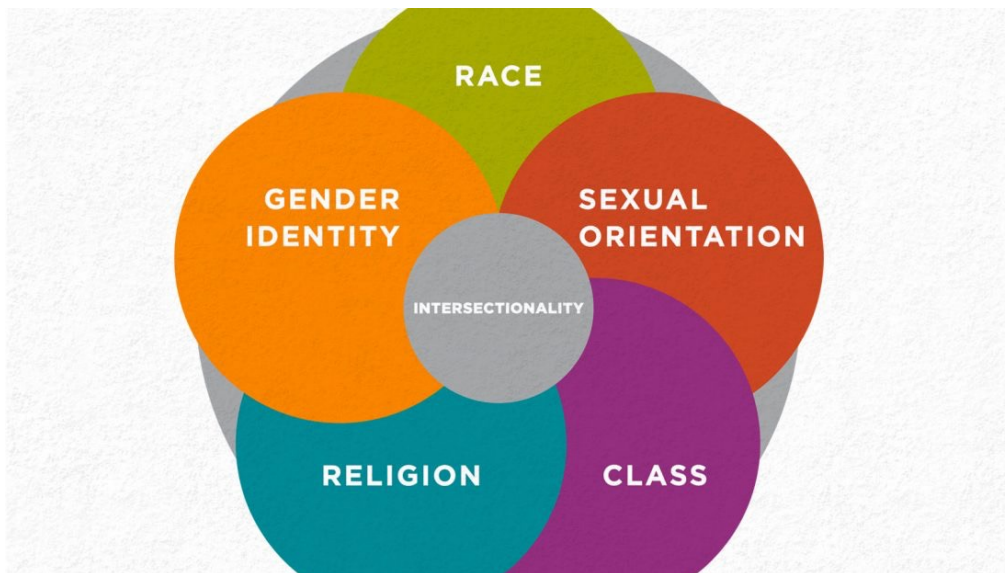 RACE
GENDER
IDENTITY
SEXUAL
ORIENTATION
INTERSECTIONALITY
RELIGION
CLASS